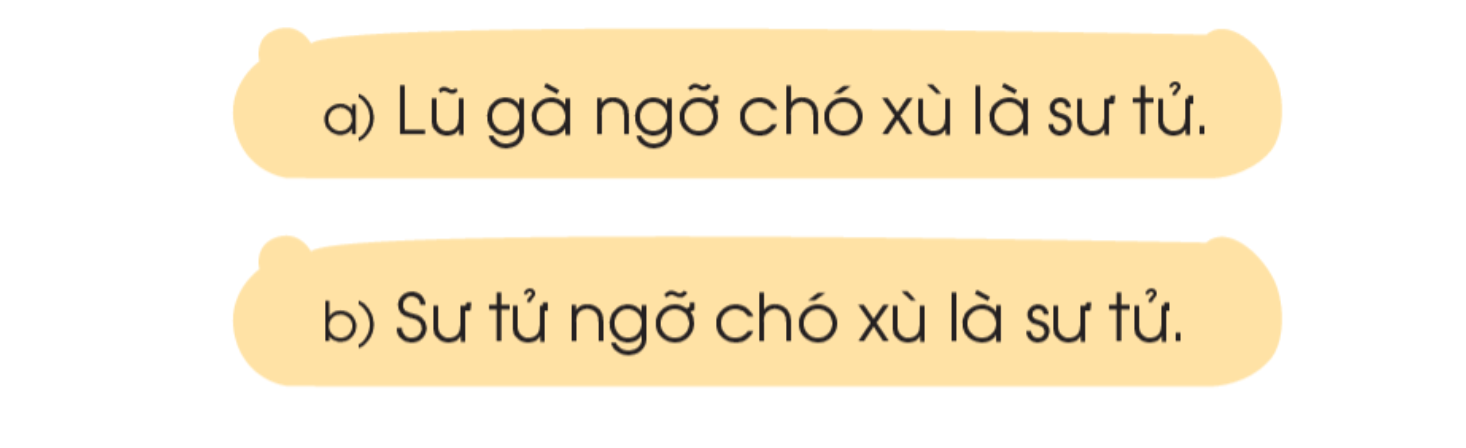 a) Lũ gà ngỡ chó xù là sư tử.
b) Sư tử ngỡ chó xù là sư tử.